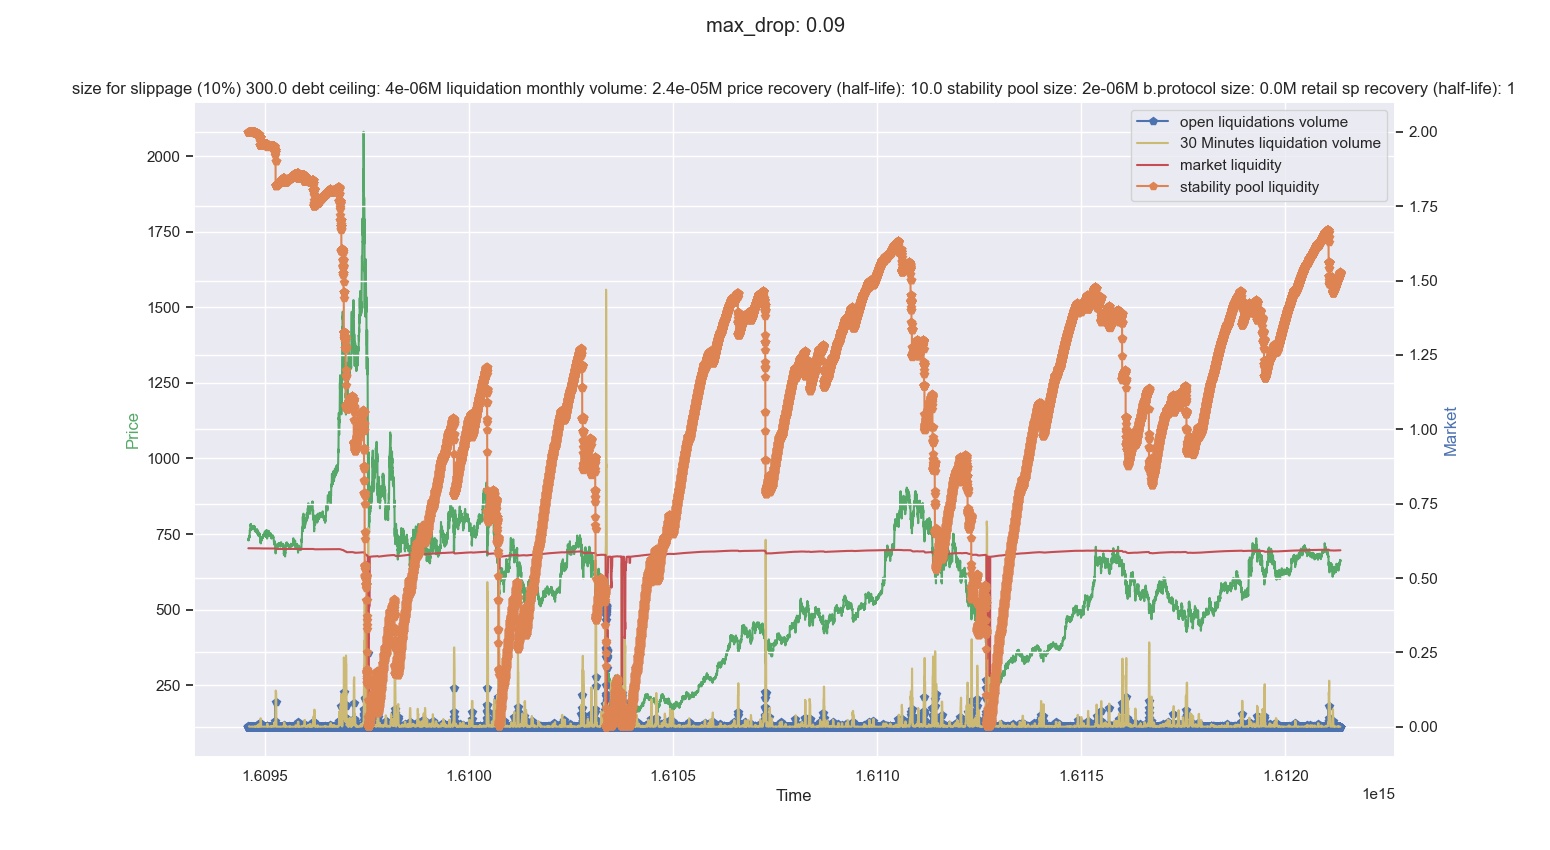 max_drop: 0.09
size for slippage (10%) 300.0 debt ceiling: 4e-06M liquidation monthly volume: 2.4e-05M price recovery (half-life): 10.0 stability pool size: 2e-06M b.protocol size: 0.0M retail sp recovery (half-life): 1
open liquidations volume
30 Minutes liquidation volume
market liquidity
stability pool liquidity
2000
1750
1500
1250
1000
750
500
250
Price
2.00
1.75
1.50
1.25
1.00
0.75
0.50
0.25
0.00
Market
1.6095 1.6100 1.6105 1.6110 1.6115 1.6120
1e15
Time